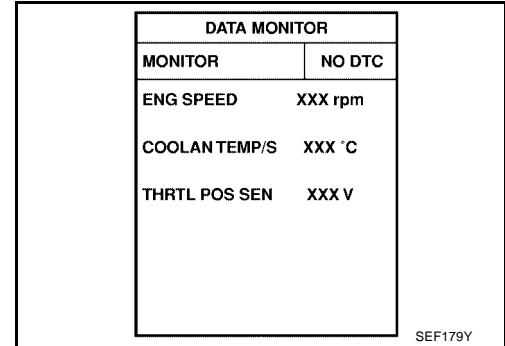 DATA MONITOR
MONITOR NO DTC
ENG SPEED XXX rpm
COOLAN TEMP/S XXX °C
THRTL POS SEN XXX V
SEF179Y